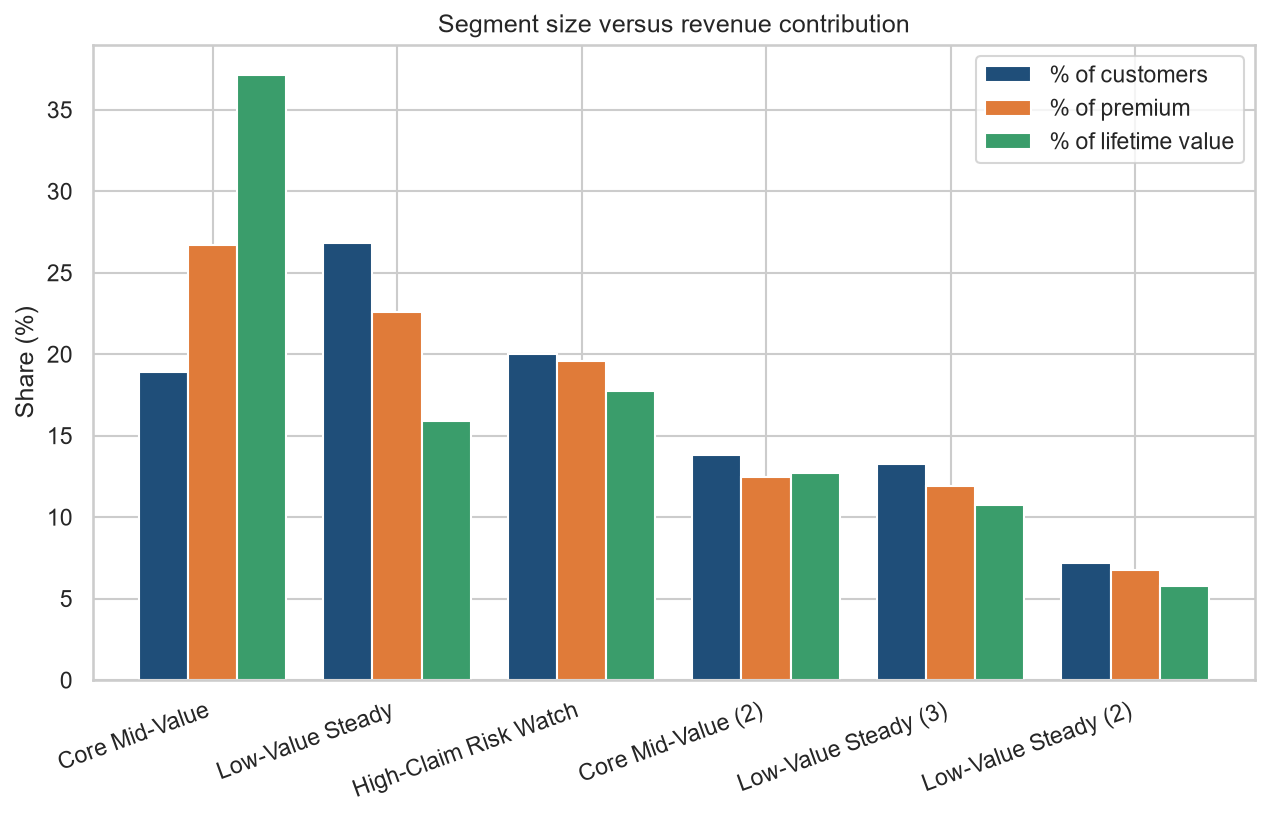 Segment size versus revenue contribution
% of customers
% of premium
% of lifetime value
Share (%)
35
30
25
20
15
10
5
0
Core Mid-Value
Low-Value Steady
High-Claim Risk Watch
Core Mid-Value (2)
Low-Value Steady (3)
Low-Value Steady (2)